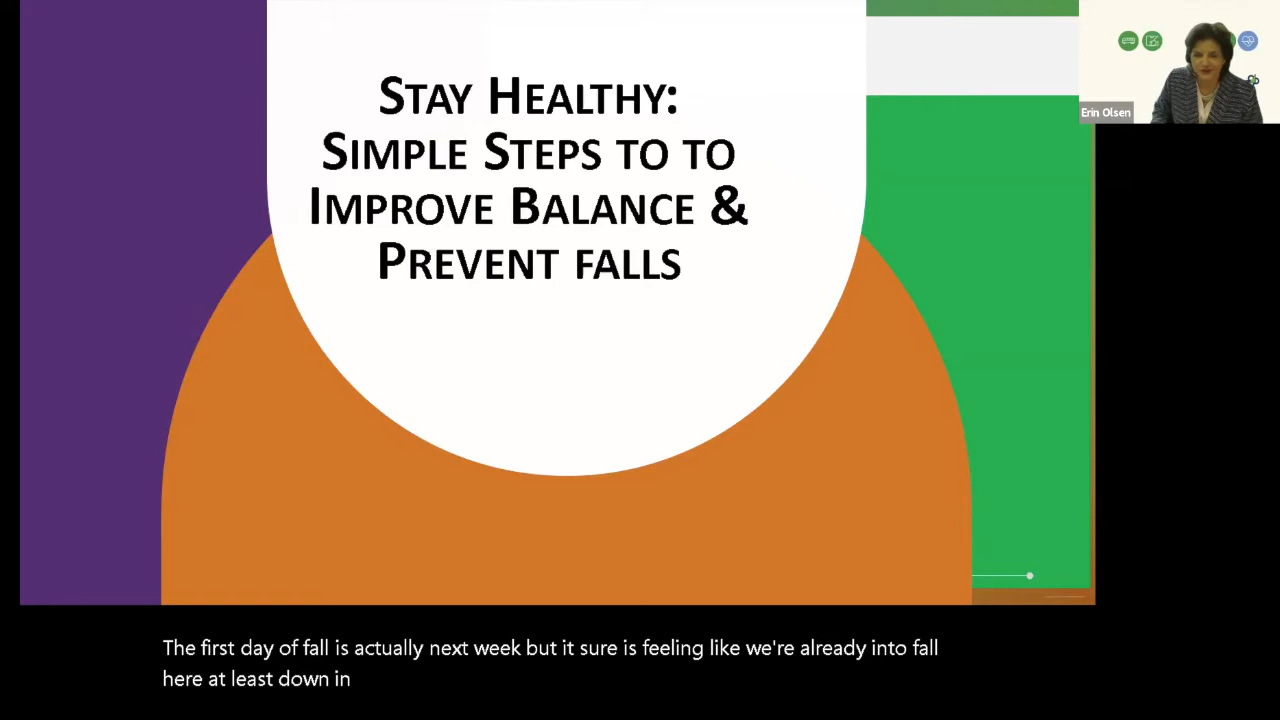 STAY HEALTHY:
SIMPLE STEPS TO TO
IMPROVE BALANCE &
PREVENT FALLS
Erin Olsen
The first day of fall is actually next week but it sure is feeling like we're already into fall
here at least down in